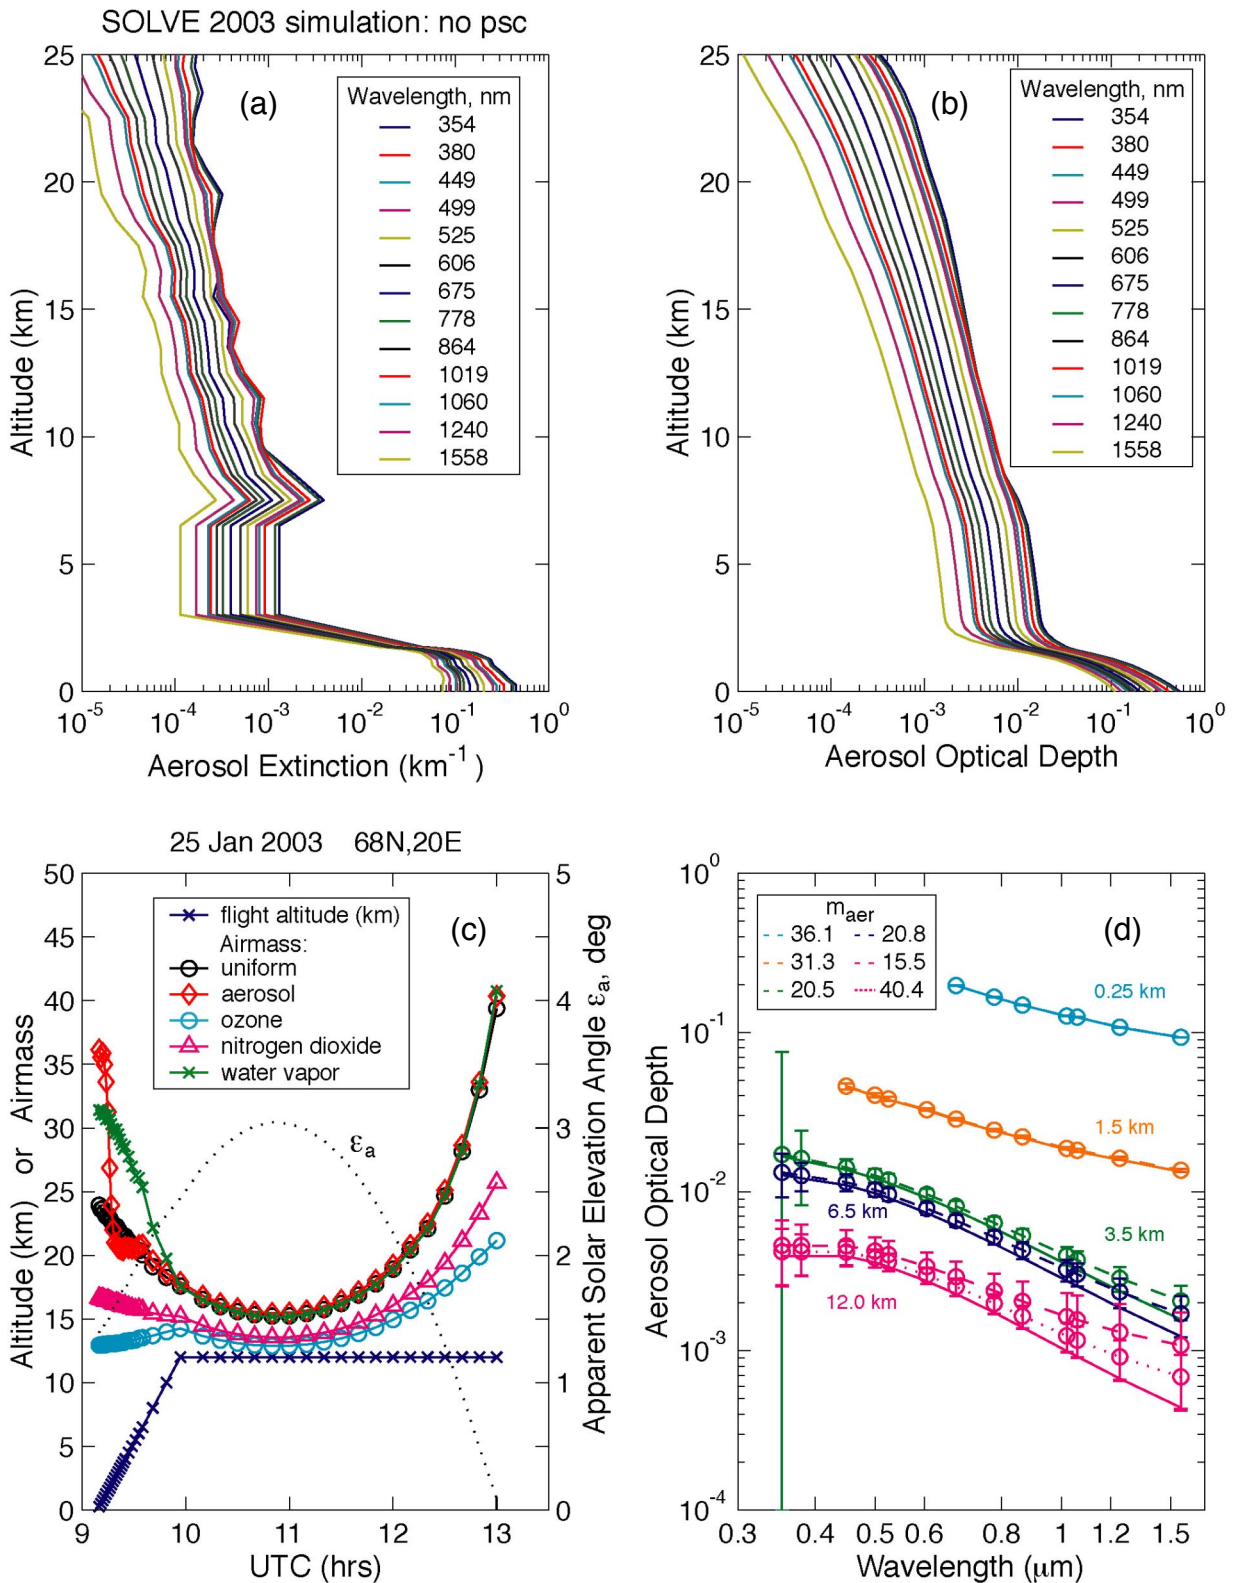 SOLVE 2003 simulation: no psc
(a)
Wavelength, nm
354
380
449
499
525
606
675
778
864
1019
1060
1240
1558
25
20
15
10
5
0
Altitude (km)
10⁻⁵ 10⁻⁴ 10⁻³ 10⁻² 10⁻¹ 10⁰
Aerosol Extinction (km⁻¹)
(b)
Wavelength, nm
354
380
449
499
525
606
675
778
864
1019
1060
1240
1558
25
20
15
10
5
0
Altitude (km)
10⁻⁵ 10⁻⁴ 10⁻³ 10⁻² 10⁻¹ 10⁰
Aerosol Optical Depth
25 Jan 2003 68N,20E
(c)
flight altitude (km)
Airmass:
uniform
aerosol
ozone
nitrogen dioxide
water vapor
εₐ
50
45
40
35
30
25
20
15
10
5
0
Altitude (km) or Airmass
5
4
3
2
1
0
Apparent Solar Elevation Angle εₐ, deg
9 10 11 12 13
UTC (hrs)
(d)
mₐₑᵣ
36.1 20.8
31.3 15.5
20.5 40.4
0.25 km
1.5 km
6.5 km
3.5 km
12.0 km
10⁰
10⁻¹
10⁻²
10⁻³
10⁻⁴
Aerosol Optical Depth
0.3 0.4 0.5 0.6 0.8 1 1.2 1.5
Wavelength (μm)